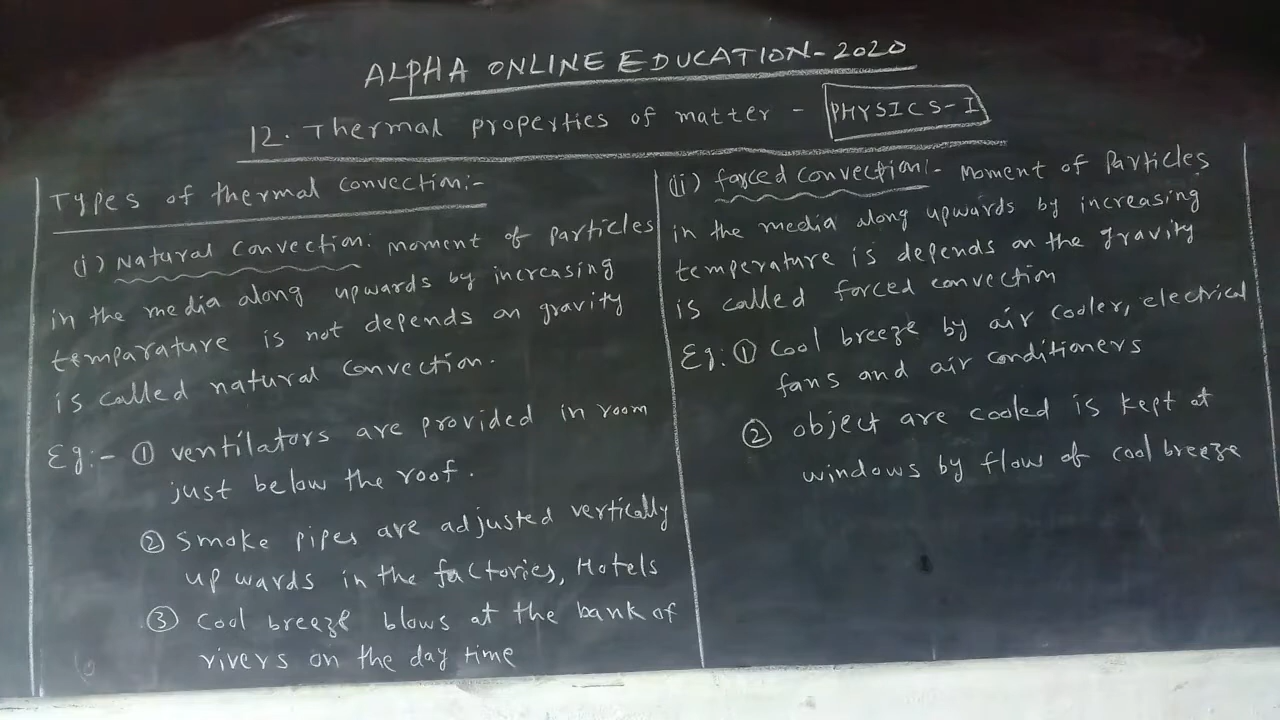 ALPHA ONLINE EDUCATION-2020
12. Thermal properties of matter - PHYSICS-I
Types of thermal convection:-
(i) Natural convection: moment of particles
in the media along upwards by increasing
temparature is not depends on gravity
is called natural convection.
Eg:- ① ventilators are provided in room
just below the roof.
② Smoke pipes are adjusted vertically
up wards in the factories, Hotels
③ Cool breeze blows at the bank of
rivers on the day time
(ii) forced convection:- moment of Particles
in the media along upwards by increasing
temperature is depends on the gravity
is called forced convection
Eg: ① Cool breeze by air cooler, electrical
fans and air conditioners
② object are cooled is kept at
windows by flow of cool breeze